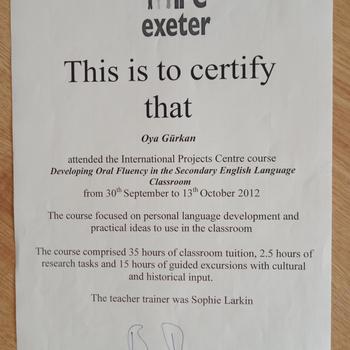 exeter
This is to certify
that
Oya Gürkan
attended the International Projects Centre course
Developing Oral Fluency in the Secondary English Language
Classroom
from 30th September to 13th October 2012
The course focused on personal language development and
practical ideas to use in the classroom
The course comprised 35 hours of classroom tuition, 2.5 hours of
research tasks and 15 hours of guided excursions with cultural
and historical input.
The teacher trainer was Sophie Larkin